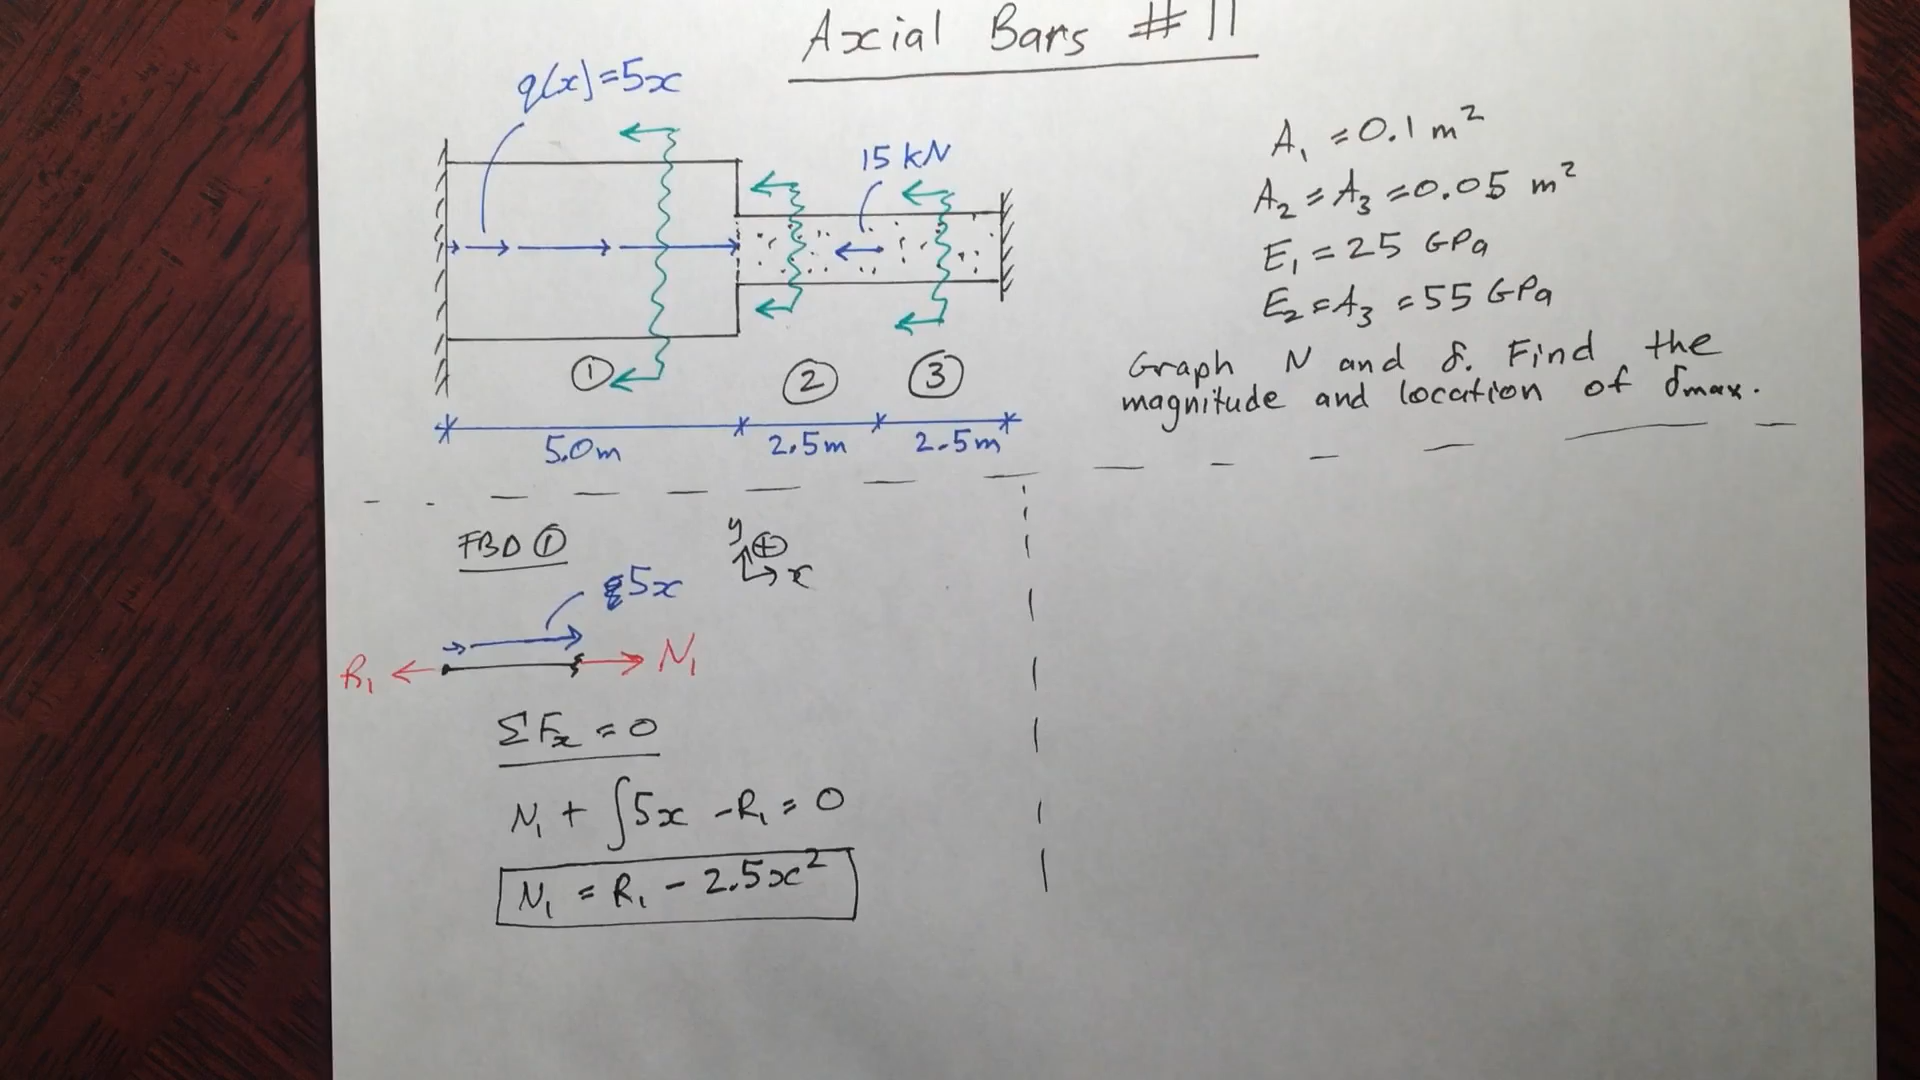 Axial Bars # 11
q(x)=5x
15 kN
① ② ③
5.0m 2.5m 2.5m
A₁ = 0.1 m²
A₂ = A₃ = 0.05 m²
E₁ = 25 GPa
E₂ = A₃ = 55 GPa
Graph N and δ. Find the
magnitude and location of δmax.
FBD ①
y ⊕
x
5x
R₁ N₁
ΣFx = 0
N₁ + ∫5x - R₁ = 0
N₁ = R₁ - 2.5x²